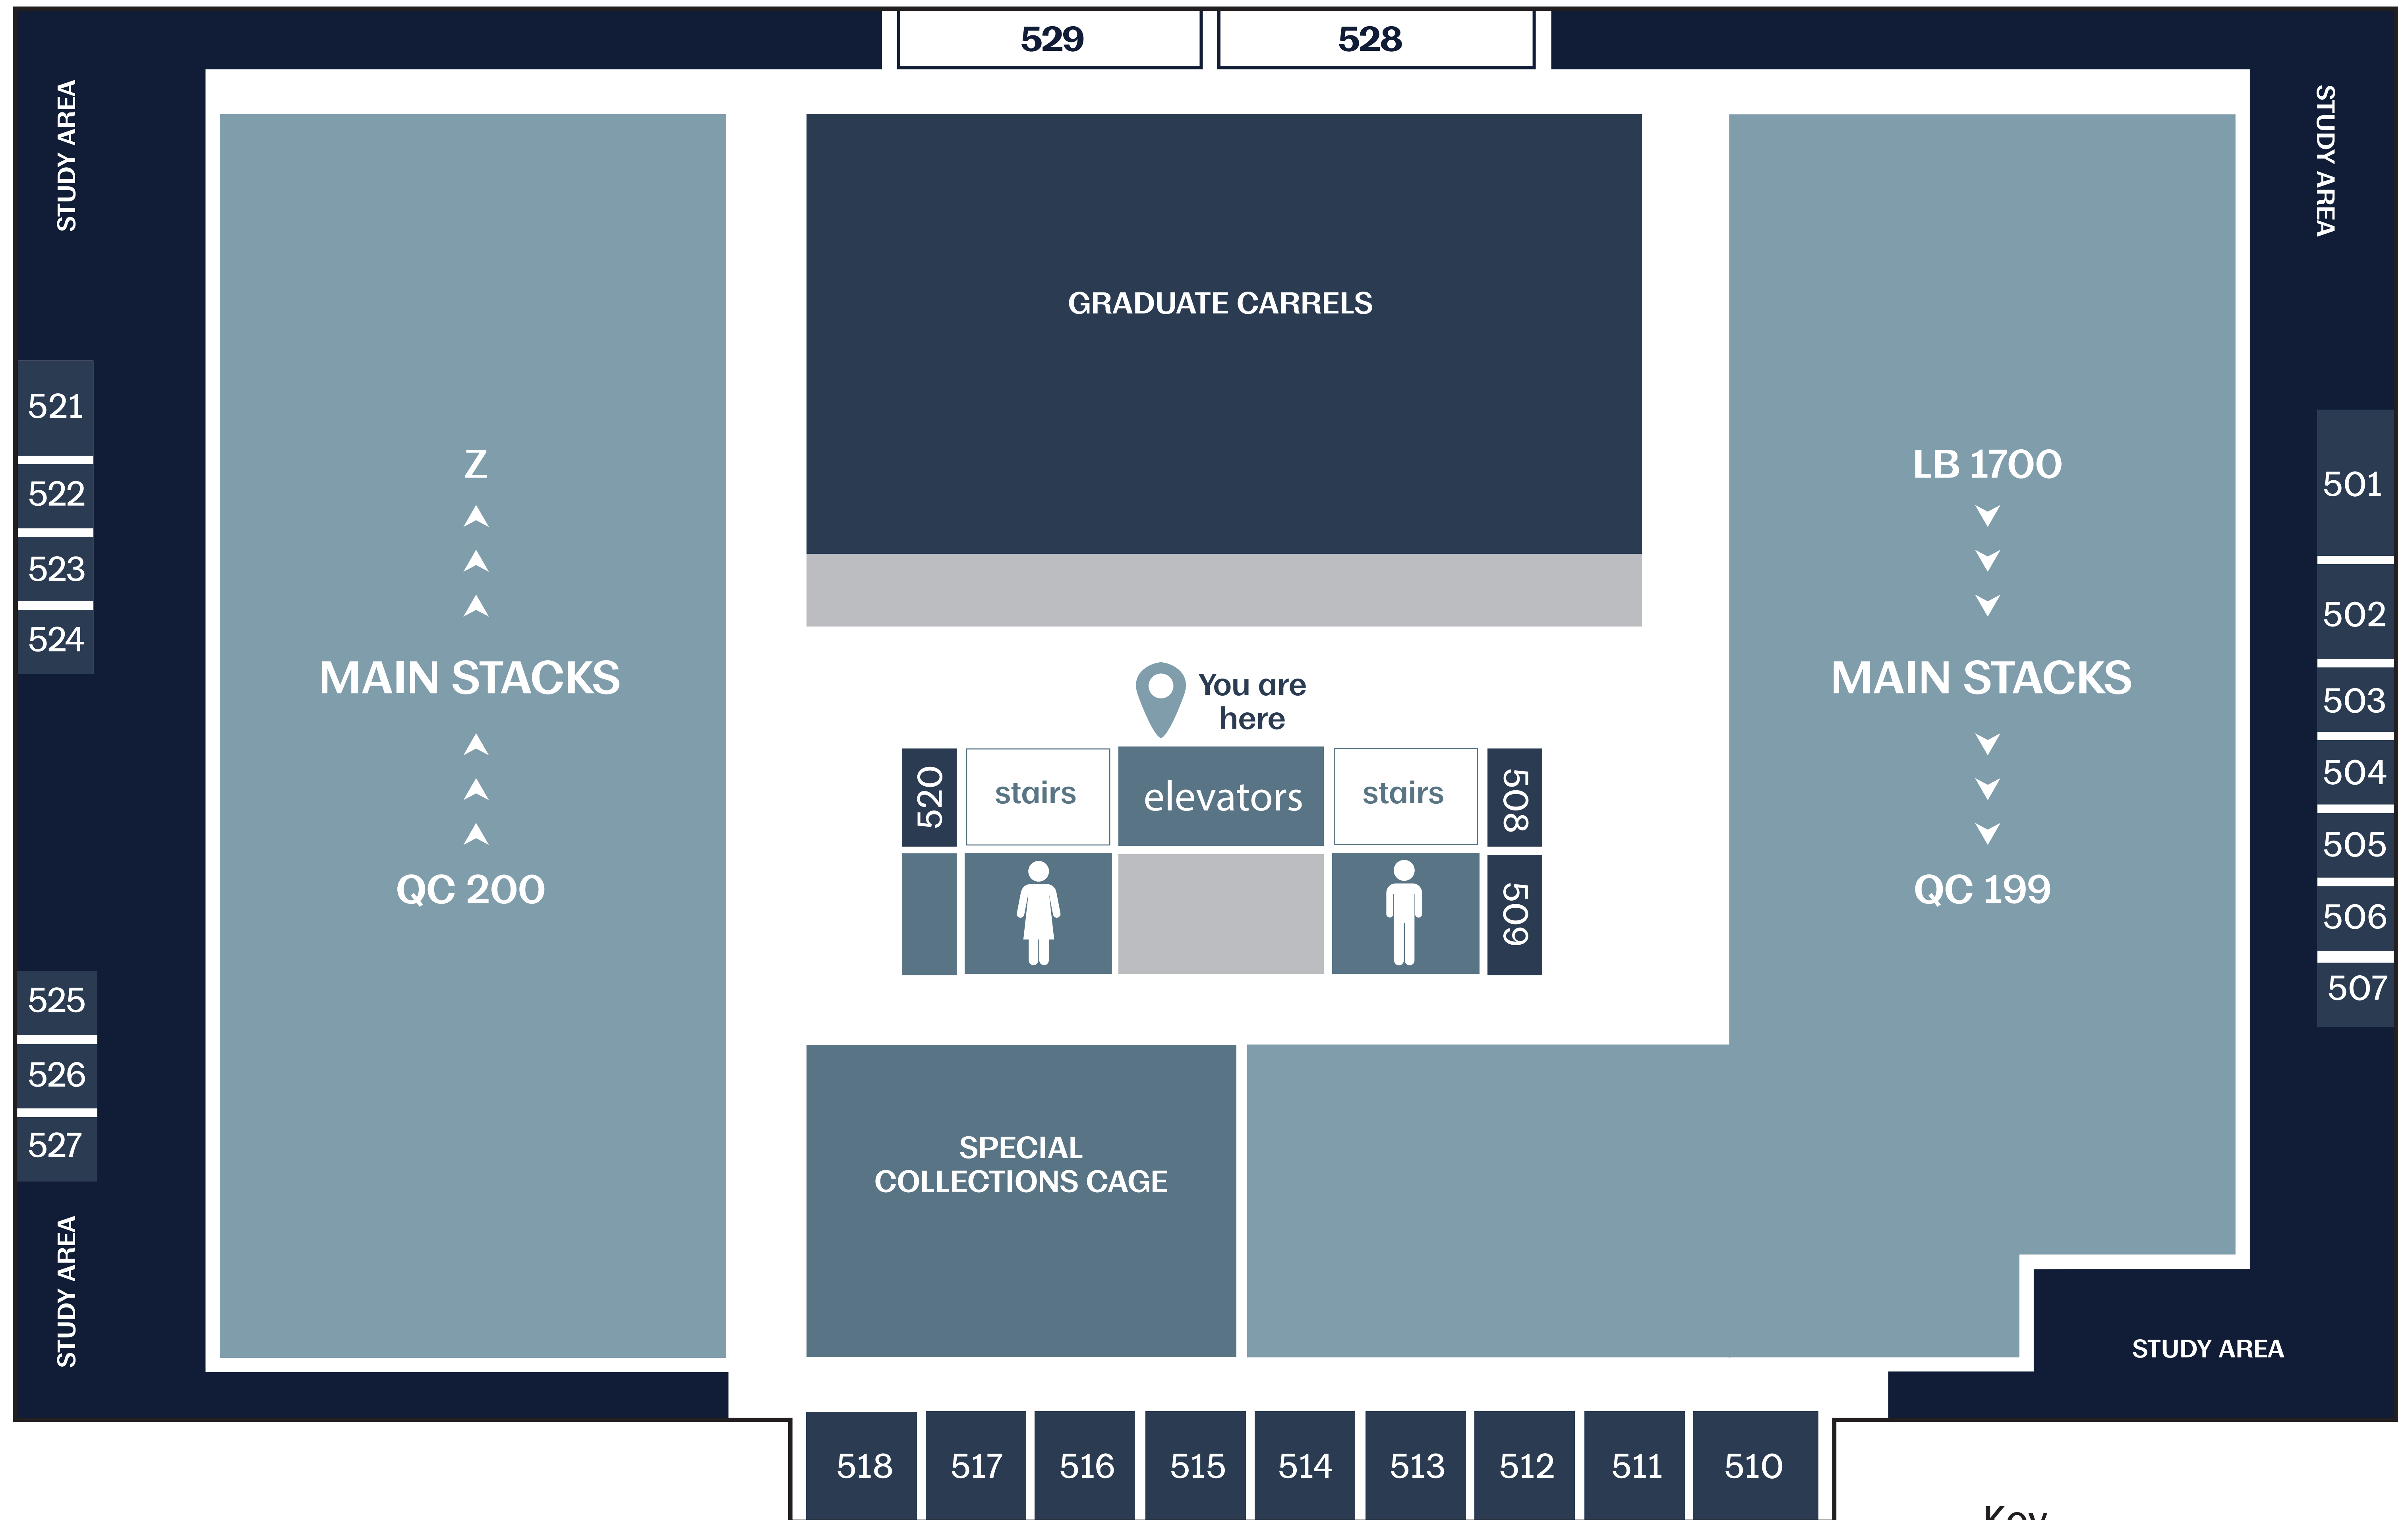 529
528
STUDY AREA
STUDY AREA
GRADUATE CARRELS
521
522
523
524
Z
MAIN STACKS
QC 200
LB 1700
MAIN STACKS
QC 199
501
502
503
504
505
506
507
You are
here
520
stairs
elevators
stairs
508
509
525
526
527
SPECIAL
COLLECTIONS CAGE
STUDY AREA
STUDY AREA
518
517
516
515
514
513
512
511
510
Key